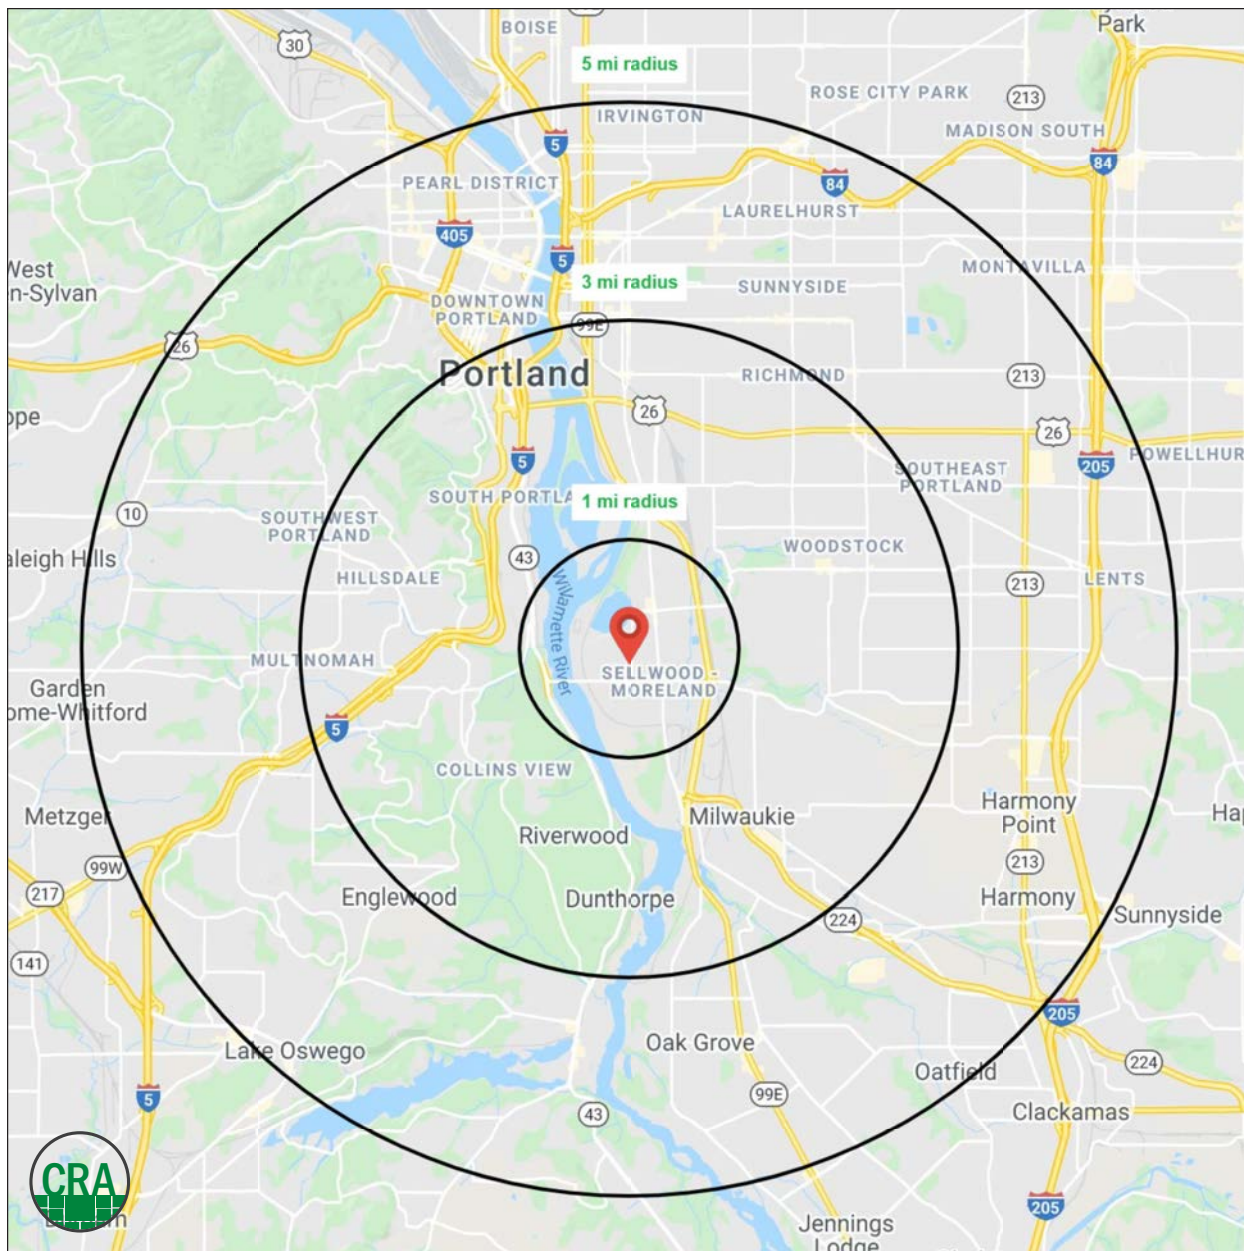 BOISE
Park
30
5 mi radius
ROSE CITY PARK
213
IRVINGTON
MADISON SOUTH
5
84
84
PEARL DISTRICT
LAURELHURST
405
5
West
n-Sylvan
MONTAVILLA
3 mi radius
SUNNYSIDE
DOWNTOWN
PORTLAND
99E
26
Portland
RICHMOND
213
26
ope
26
5
205
POWELLHUR
SOUTHEAST
PORTLAND
SOUTH PORTLA
1 mi radius
10
SOUTHWEST
PORTLAND
WOODSTOCK
aleigh Hills
43
HILLSDALE
213
LENTS
Willamette River
MULTNOMAH
SELLWOOD -
MORELAND
Garden
ome-Whitford
5
COLLINS VIEW
Metzger
Milwaukie
Harmony
Point
Hap
Riverwood
99W
213
217
Englewood
Dunthorpe
Harmony
Sunnyside
224
141
205
Lake Oswego
Oak Grove
Oatfield
224
5
99E
43
Clackamas
CRA
205
Jennings
Lodge